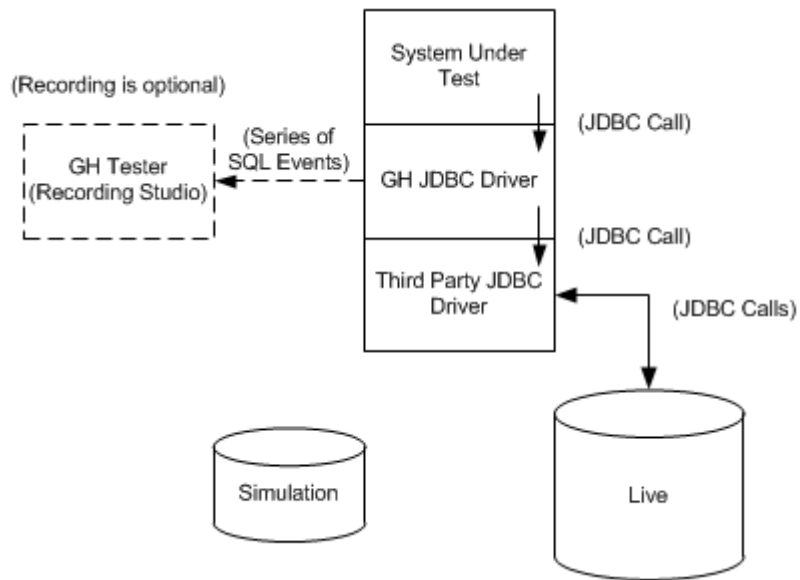 System Under
Test
(Recording is optional)
(JDBC Call)
(Series of
SQL Events)
GH Tester
(Recording Studio)
GH JDBC Driver
(JDBC Call)
Third Party JDBC
Driver
(JDBC Calls)
Simulation
Live